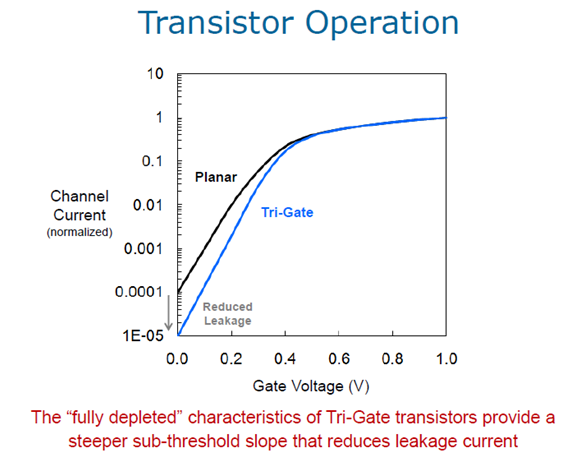 Transistor Operation
10
1
0.1
0.01
0.001
0.0001
1E-05
Channel
Current
(normalized)
Planar
Tri-Gate
Reduced
Leakage
0.0 0.2 0.4 0.6 0.8 1.0
Gate Voltage (V)
The “fully depleted” characteristics of Tri-Gate transistors provide a
steeper sub-threshold slope that reduces leakage current